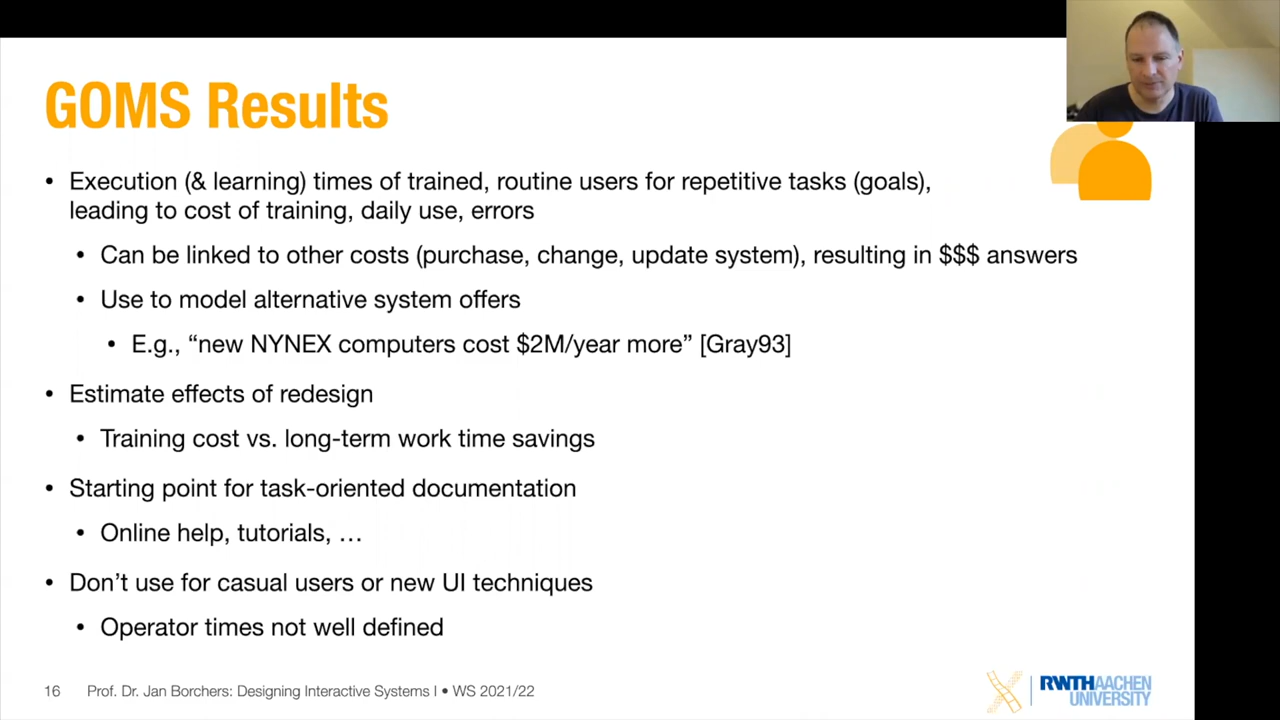 GOMS Results
• Execution (& learning) times of trained, routine users for repetitive tasks (goals),
leading to cost of training, daily use, errors
• Can be linked to other costs (purchase, change, update system), resulting in $$$ answers
• Use to model alternative system offers
• E.g., “new NYNEX computers cost $2M/year more” [Gray93]
• Estimate effects of redesign
• Training cost vs. long-term work time savings
• Starting point for task-oriented documentation
• Online help, tutorials, …
• Don’t use for casual users or new UI techniques
• Operator times not well defined
16 Prof. Dr. Jan Borchers: Designing Interactive Systems I • WS 2021/22
RWTHAACHEN
UNIVERSITY